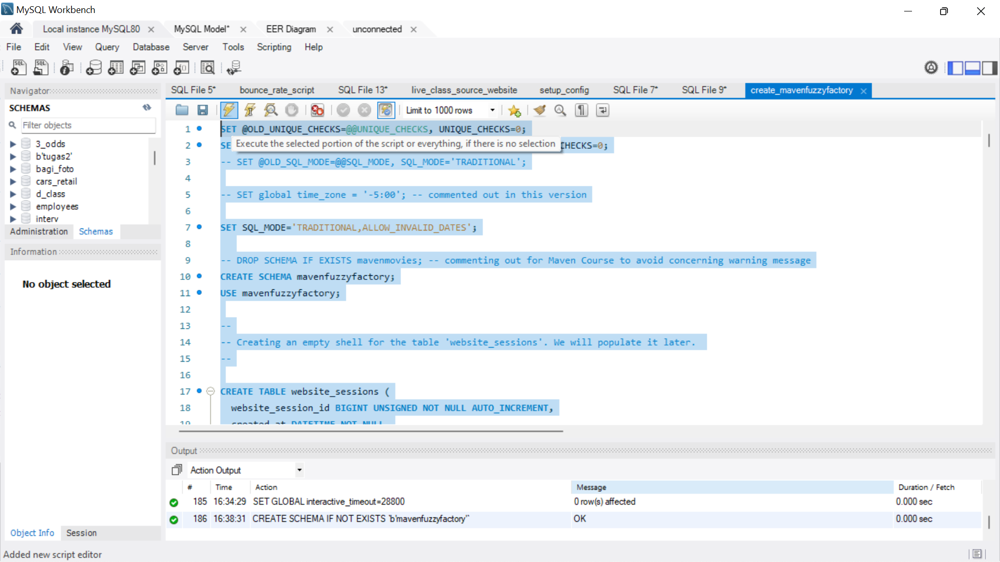 MySQL Workbench
Local instance MySQL80
MySQL Model*
EER Diagram
unconnected
File Edit View Query Database Server Tools Scripting Help
Navigator
SCHEMAS
Filter objects
3_odds
b'tugas2'
bagi_foto
cars_retail
d_class
employees
interv
Administration Schemas
Information
No object selected
Object Info Session
SQL File 5* bounce_rate_script SQL File 13* live_class_source_website setup_config SQL File 7* SQL File 9* create_mavenfuzzyfactory
Limit to 1000 rows
1 SET @OLD_UNIQUE_CHECKS=@@UNIQUE_CHECKS, UNIQUE_CHECKS=0;
Execute the selected portion of the script or everything, if there is no selection
2 SE CHECKS=0;
3 -- SET @OLD_SQL_MODE=@@SQL_MODE, SQL_MODE='TRADITIONAL';
4
5 -- SET global time_zone = '-5:00'; -- commented out in this version
6
7 SET SQL_MODE='TRADITIONAL,ALLOW_INVALID_DATES';
8
9 -- DROP SCHEMA IF EXISTS mavenmovies; -- commenting out for Maven Course to avoid concerning warning message
10 CREATE SCHEMA mavenfuzzyfactory;
11 USE mavenfuzzyfactory;
12
13 --
14 -- Creating an empty shell for the table 'website_sessions'. We will populate it later.
15 --
16
17 CREATE TABLE website_sessions (
18 website_session_id BIGINT UNSIGNED NOT NULL AUTO_INCREMENT,
19 created_at DATETIME NOT NULL
Output
Action Output
# Time Action Message Duration / Fetch
185 16:34:29 SET GLOBAL interactive_timeout=28800 0 row(s) affected 0.000 sec
186 16:38:31 CREATE SCHEMA IF NOT EXISTS `b'mavenfuzzyfactory'` OK 0.000 sec
Added new script editor